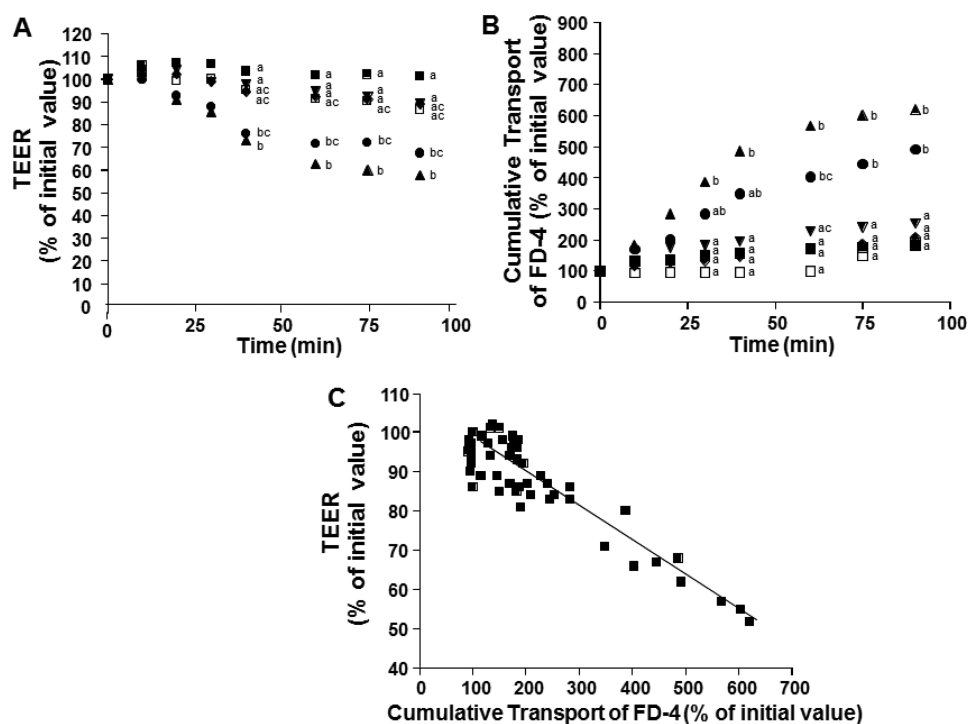 A
TEER
(% of initial value)
120
110
100
90
80
70
60
50
40
30
20
10
0
a
a
a
ac
ac
bc
b
a
a
a
ac
bc
b
a
a
a
ac
bc
b
a
a
ac
ac
bc
b
0
25
50
75
100
Time (min)
B
Cumulative Transport
of FD-4 (% of initial value)
900
800
700
600
500
400
300
200
100
0
b
ab
a
a
a
a
b
ab
a
a
a
a
b
bc
ac
a
a
a
b
b
a
a
a
a
b
b
a
a
a
a
0
25
50
75
100
Time (min)
C
TEER
(% of initial value)
110
100
90
80
70
60
50
40
0
100
200
300
400
500
600
700
Cumulative Transport of FD-4 (% of initial value)